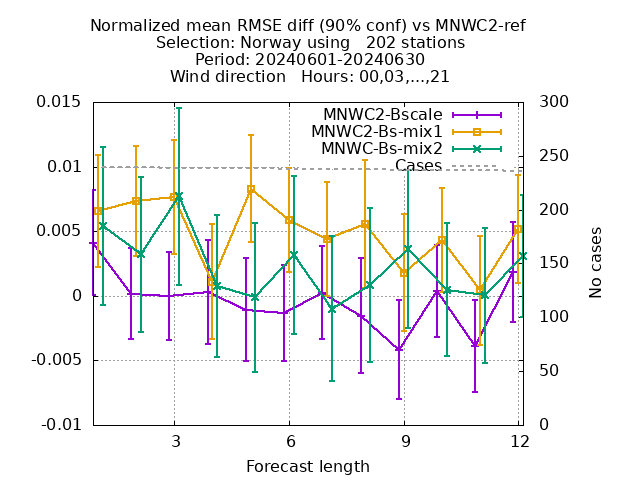 Normalized mean RMSE diff (90% conf) vs MNWC2-ref
Selection: Norway using   202 stations
Period: 20240601-20240630
Wind direction   Hours: 00,03,...,21
0.015
0.01
0.005
0
-0.005
-0.01
300
250
200
150
100
50
0
MNWC2-Bscale
MNWC2-Bs-mix1
MNWC-Bs-mix2
Cases
No cases
3
6
9
12
Forecast length